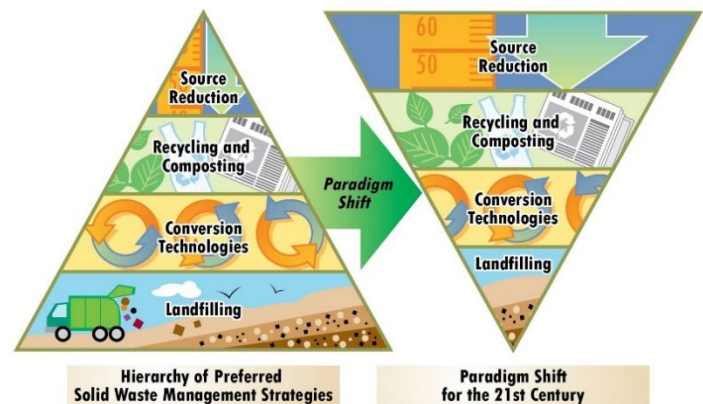 Source
Reduction
Recycling and
Composting
Conversion
Technologies
Landfilling
Hierarchy of Preferred
Solid Waste Management Strategies
Paradigm
Shift
60
50
Source
Reduction
Recycling and
Composting
Conversion
Technologies
Landfilling
Paradigm Shift
for the 21st Century